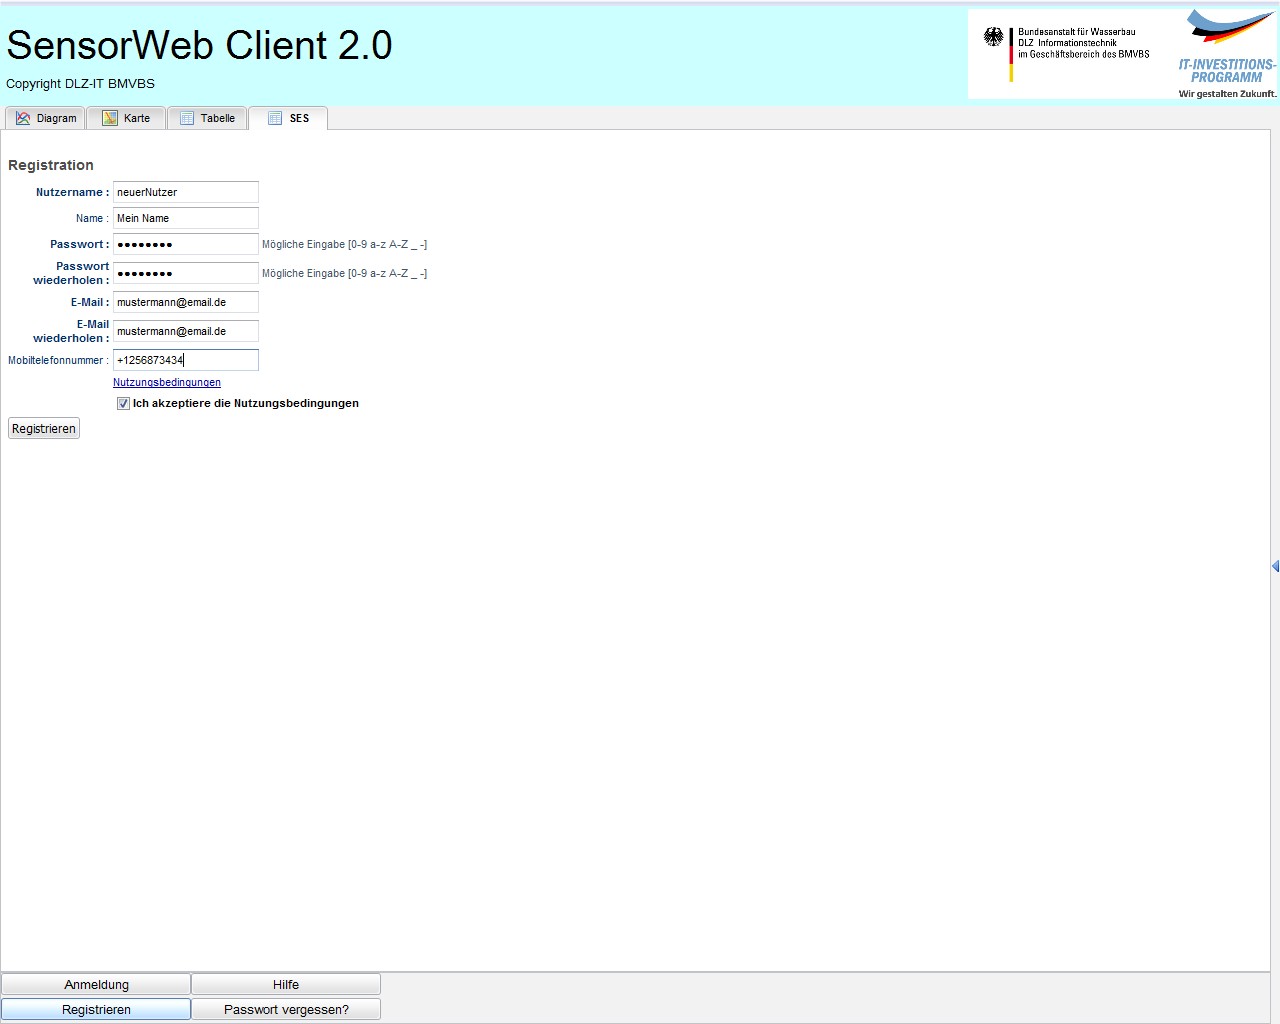 SensorWeb Client 2.0
Copyright DLZ-IT BMVBS
Bundesanstalt für Wasserbau
DLZ Informationstechnik
im Geschäftsbereich des BMVBS
IT-INVESTITIONS-
PROGRAMM
Wir gestalten Zukunft.
Diagram Karte Tabelle SES
Registration
Nutzername : neuerNutzer
Name : Mein Name
Passwort : ●●●●●●●● Mögliche Eingabe [0-9 a-z A-Z _ -]
Passwort
wiederholen : ●●●●●●●● Mögliche Eingabe [0-9 a-z A-Z _ -]
E-Mail : mustermann@email.de
E-Mail
wiederholen : mustermann@email.de
Mobiltelefonnummer : +1256873434
Nutzungsbedingungen
Ich akzeptiere die Nutzungsbedingungen
Registrieren
Anmeldung Hilfe
Registrieren Passwort vergessen?